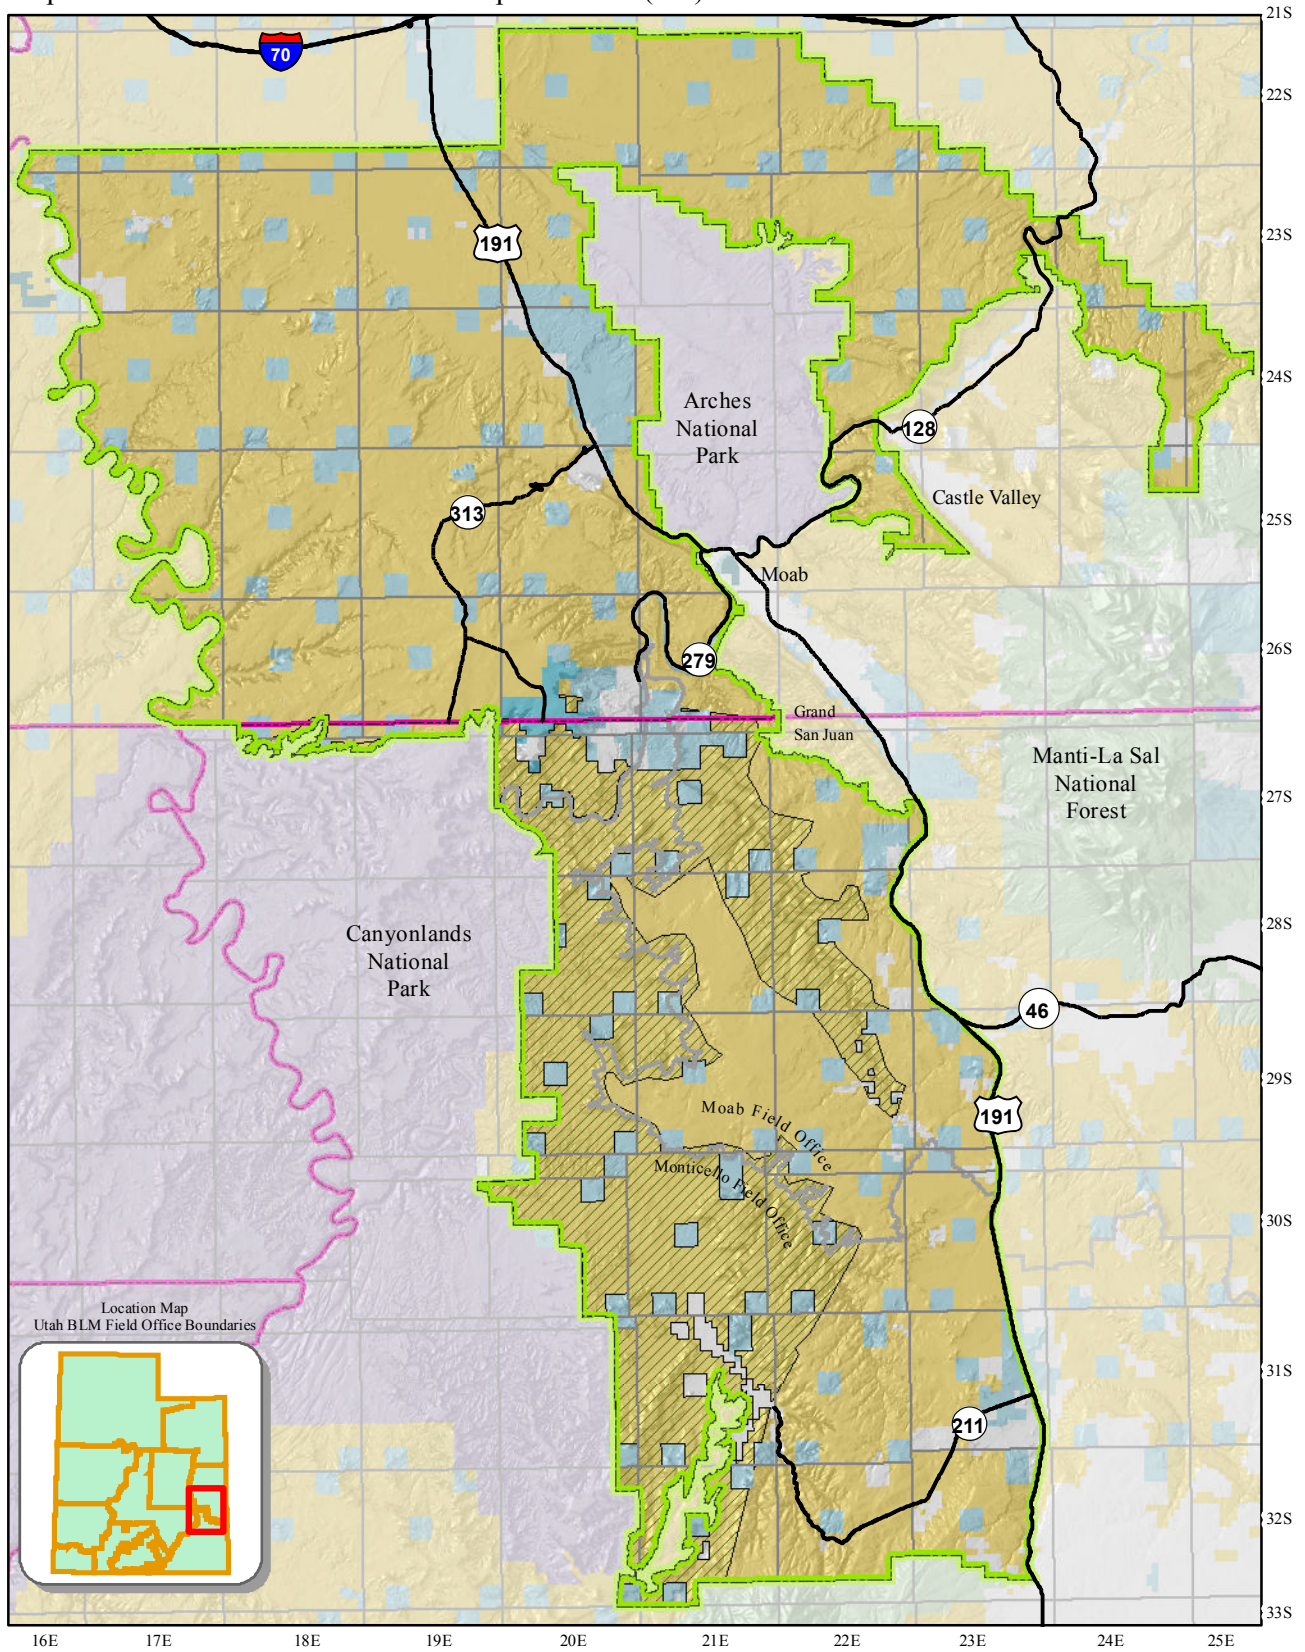 21S
70
22S
191
23S
24S
Arches
National
Park
128
Castle Valley
313
25S
Moab
26S
279
Grand
San Juan
Manti-La Sal
National
Forest
27S
Canyonlands
National
Park
28S
46
29S
Moab Field Office
191
Monticello Field Office
30S
Location Map
Utah BLM Field Office Boundaries
31S
211
32S
33S
16E 17E 18E 19E 20E 21E 22E 23E 24E 25E